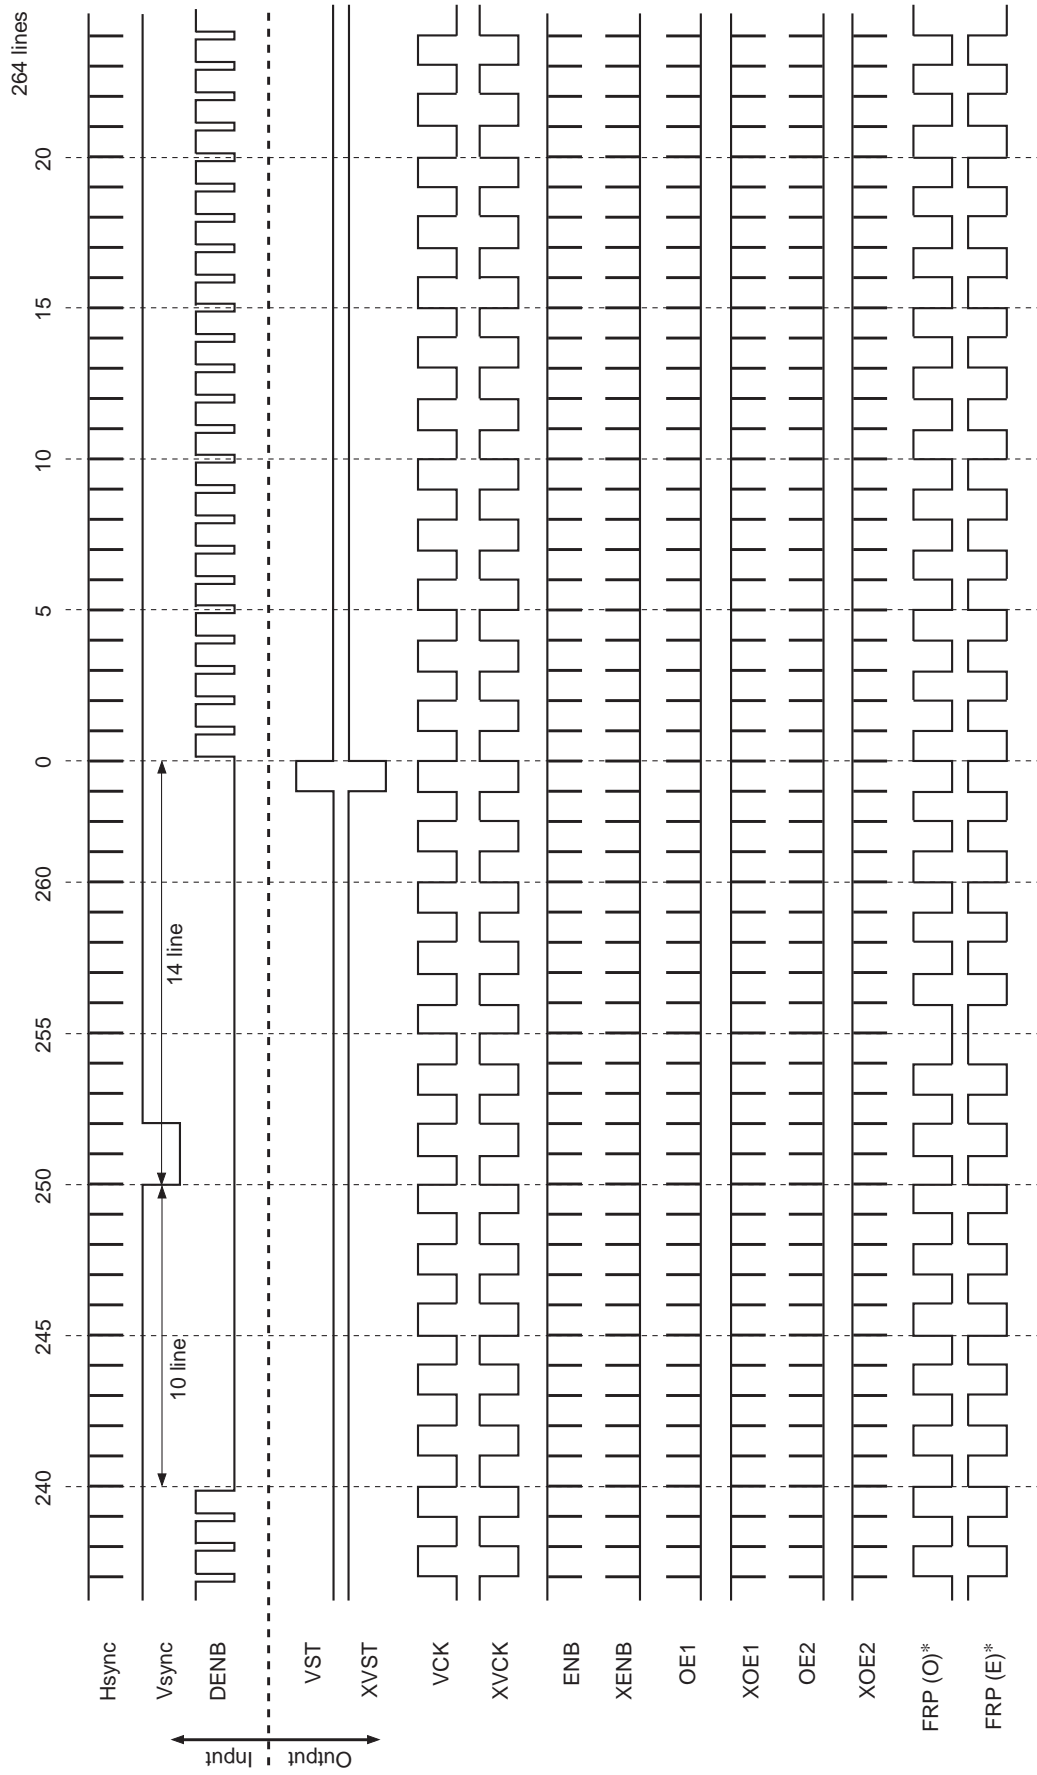 264 lines
240 245 250 255 260 0 5 10 15 20
Input
Hsync
Vsync
10 line
14 line
DENB
Output
VST
XVST
VCK
XVCK
ENB
XENB
OE1
XOE1
OE2
XOE2
FRP (O)*
FRP (E)*